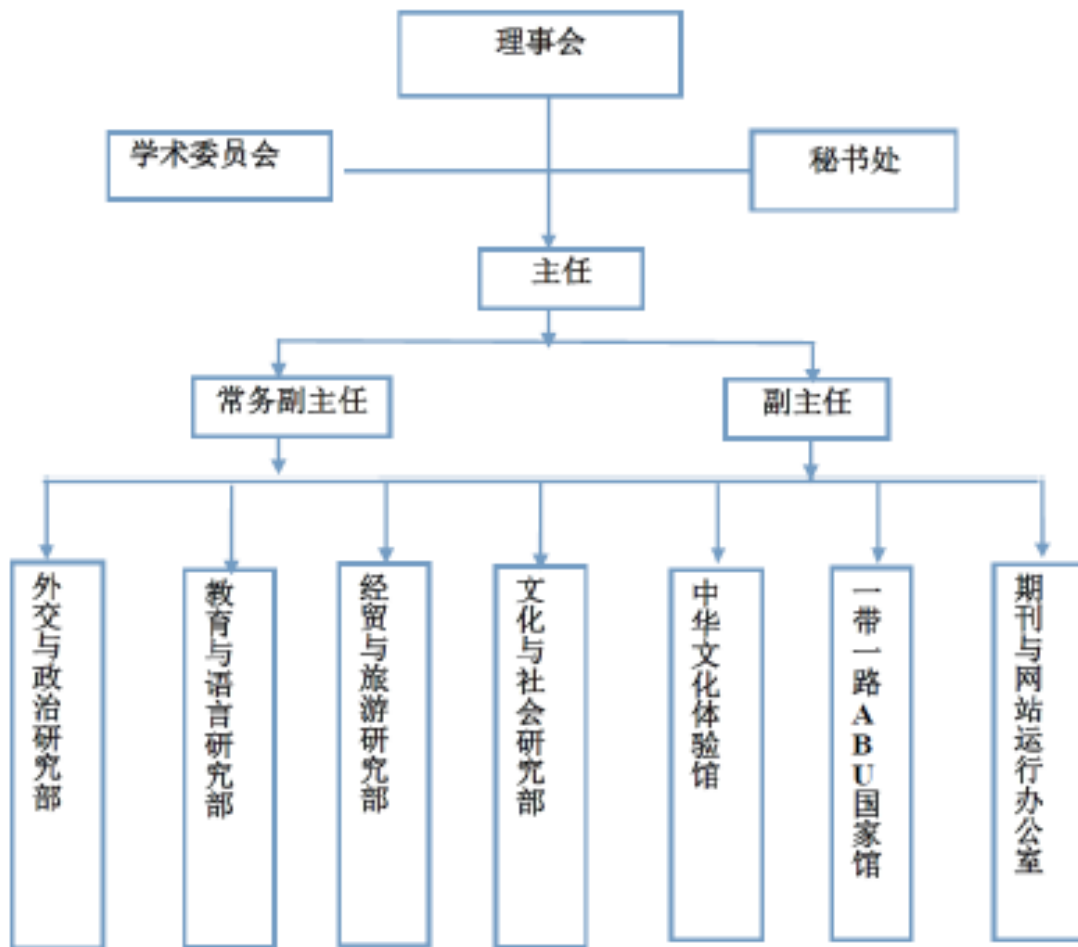 理事会
学术委员会
秘书处
主任
常务副主任
副主任
外交与政治研究部
教育与语言研究部
经贸与旅游研究部
文化与社会研究部
中华文化体验馆
一带一路ABU国家馆
期刊与网站运行办公室